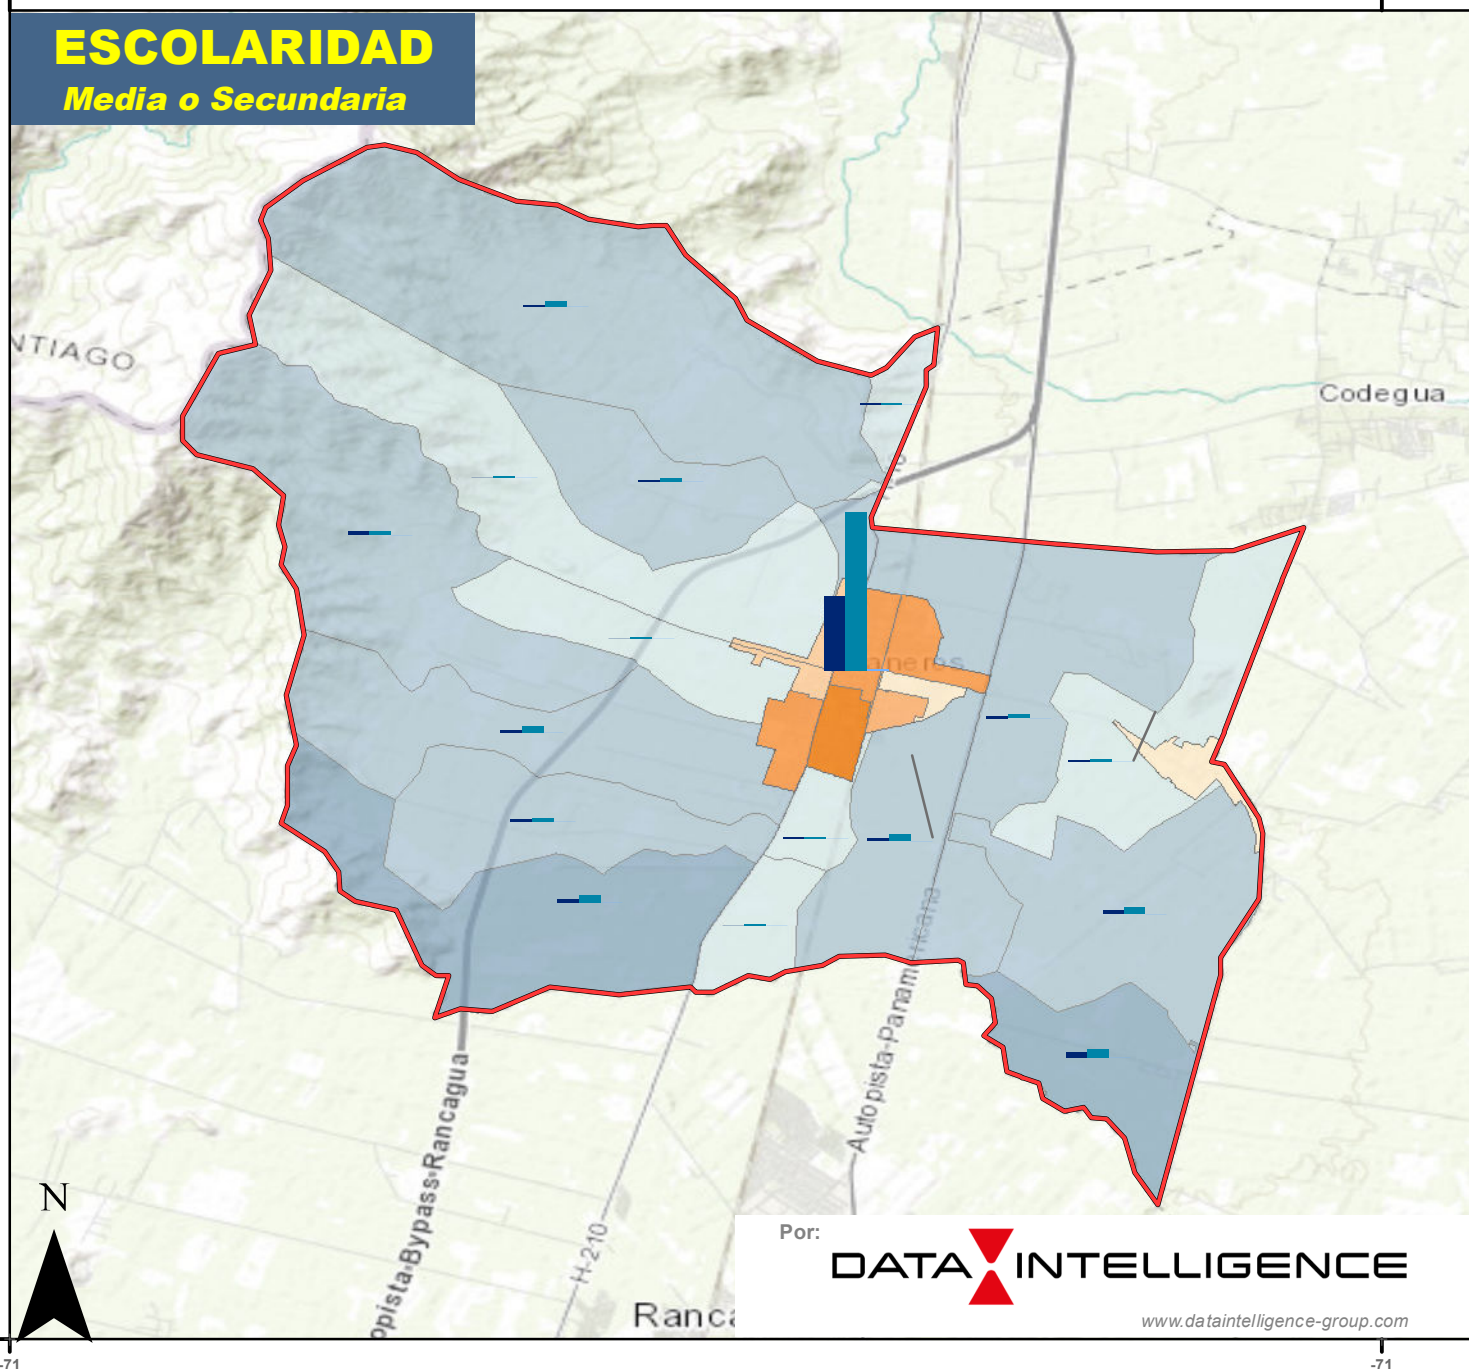 ESCOLARIDAD
Media o Secundaria
NTIAGO
Codegua
aneros
Autopista-Panamericana
opista-Bypass-Rancagua
H-210
Ranca
N
Por:
DATA INTELLIGENCE
www.dataintelligence-group.com
-71
-71